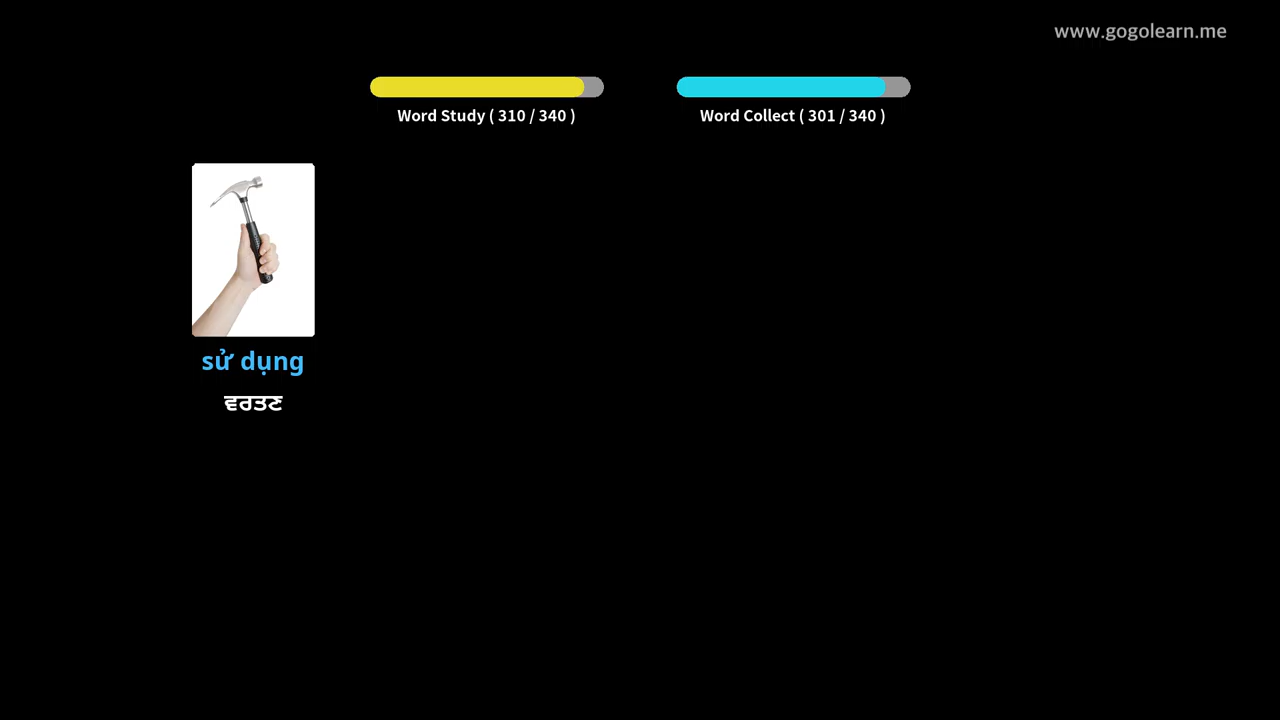 www.gogolearn.me
Word Study ( 310 / 340 )
Word Collect ( 301 / 340 )
sử dụng
ਵਰਤਣ